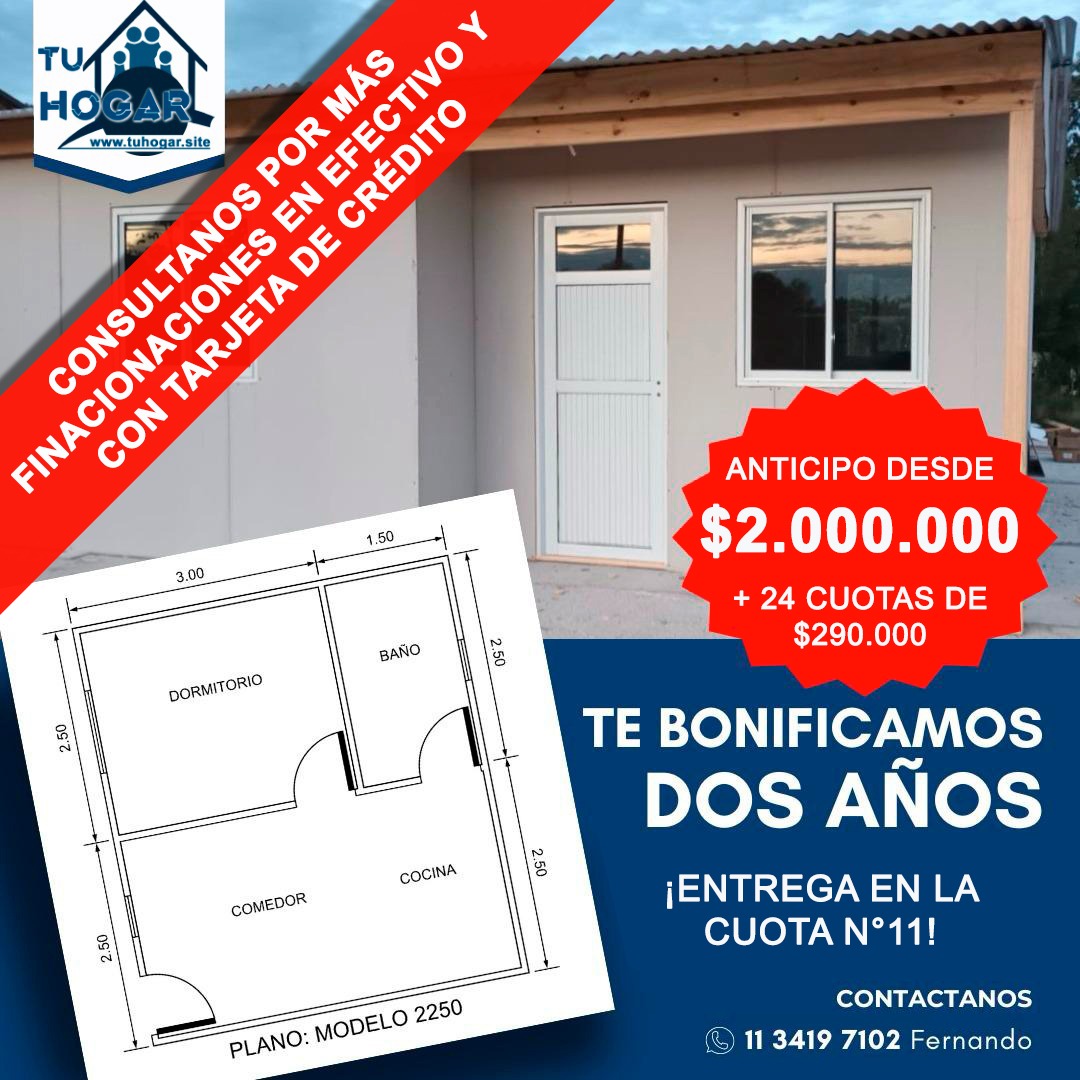 TU
HOGAR
www.tuhogar.site
CONSULTANOS POR MÁS
FINACIONACIONES EN EFECTIVO Y
CON TARJETA DE CRÉDITO
ANTICIPO DESDE
$2.000.000
+ 24 CUOTAS DE
$290.000
TE BONIFICAMOS
DOS AÑOS
¡ENTREGA EN LA
CUOTA N°11!
CONTACTANOS
11 3419 7102 Fernando
3.00
1.50
DORMITORIO
BAÑO
2.50
2.50
COMEDOR
COCINA
2.50
2.50
PLANO: MODELO 2250